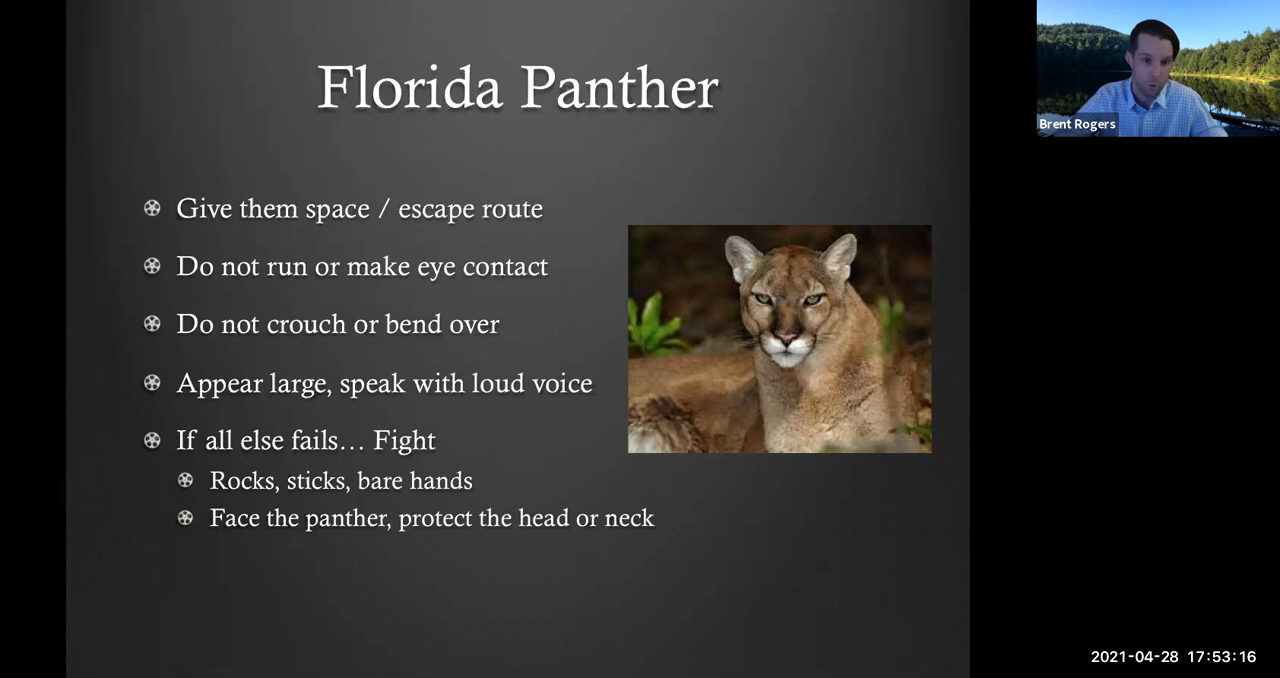 Florida Panther
Give them space / escape route
Do not run or make eye contact
Do not crouch or bend over
Appear large, speak with loud voice
If all else fails... Fight
Rocks, sticks, bare hands
Face the panther, protect the head or neck
Brent Rogers
2021-04-28 17:53:16